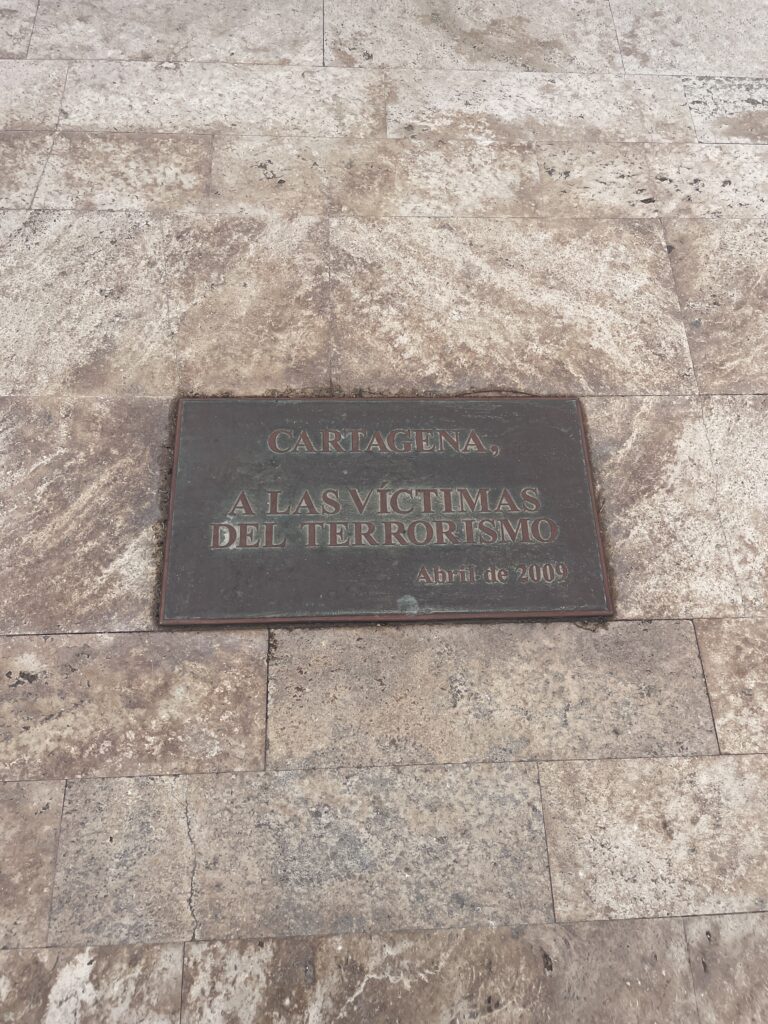 CARTAGENA,
A LAS VÍCTIMAS
DEL TERRORISMO
Abril de 2009